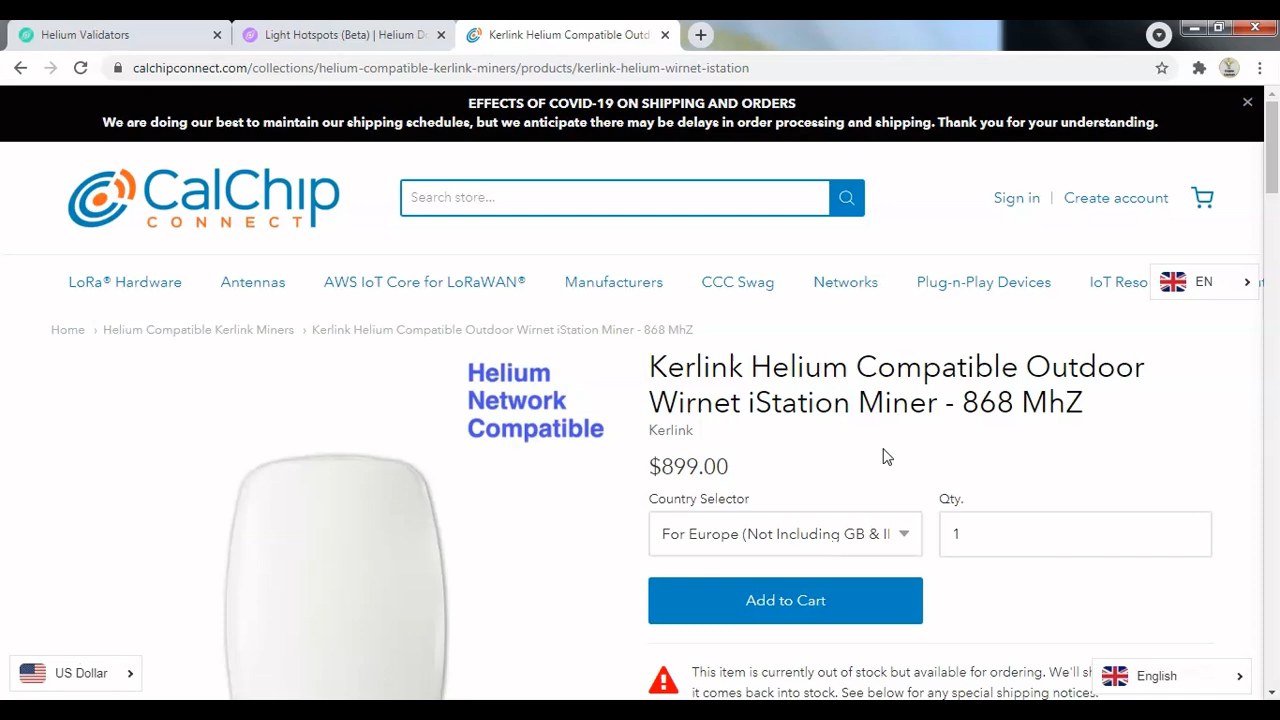 Helium Validators
Light Hotspots (Beta) | Helium D
Kerlink Helium Compatible Outd
calchipconnect.com/collections/helium-compatible-kerlink-miners/products/kerlink-helium-wirnet-istation
EFFECTS OF COVID-19 ON SHIPPING AND ORDERS
We are doing our best to maintain our shipping schedules, but we anticipate there may be delays in order processing and shipping. Thank you for your understanding.
CalChip
CONNECT
Search store...
Sign in | Create account
LoRa® Hardware Antennas AWS IoT Core for LoRaWAN® Manufacturers CCC Swag Networks Plug-n-Play Devices IoT Reso
EN
Home › Helium Compatible Kerlink Miners › Kerlink Helium Compatible Outdoor Wirnet iStation Miner - 868 MhZ
Helium
Network
Compatible
Kerlink Helium Compatible Outdoor
Wirnet iStation Miner - 868 MhZ
Kerlink
$899.00
Country Selector
Qty.
For Europe (Not Including GB & II
1
Add to Cart
This item is currently out of stock but available for ordering. We'll sh
it comes back into stock. See below for any special shipping notices.
US Dollar
English